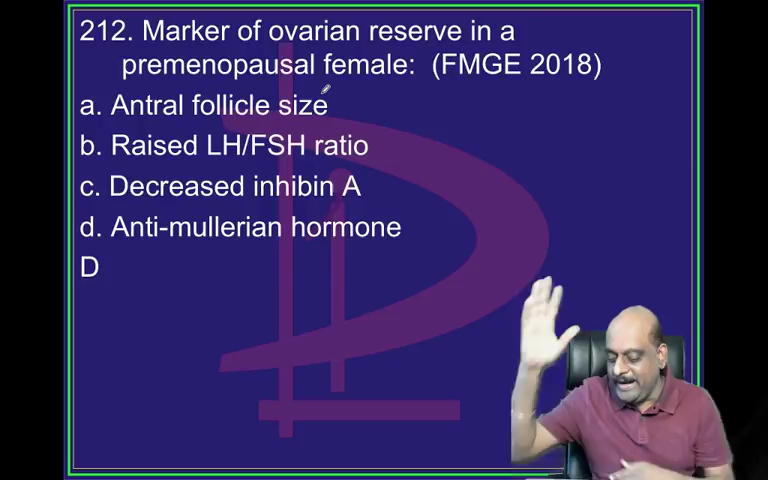 212. Marker of ovarian reserve in a
premenopausal female: (FMGE 2018)
a. Antral follicle size
b. Raised LH/FSH ratio
c. Decreased inhibin A
d. Anti-mullerian hormone
D